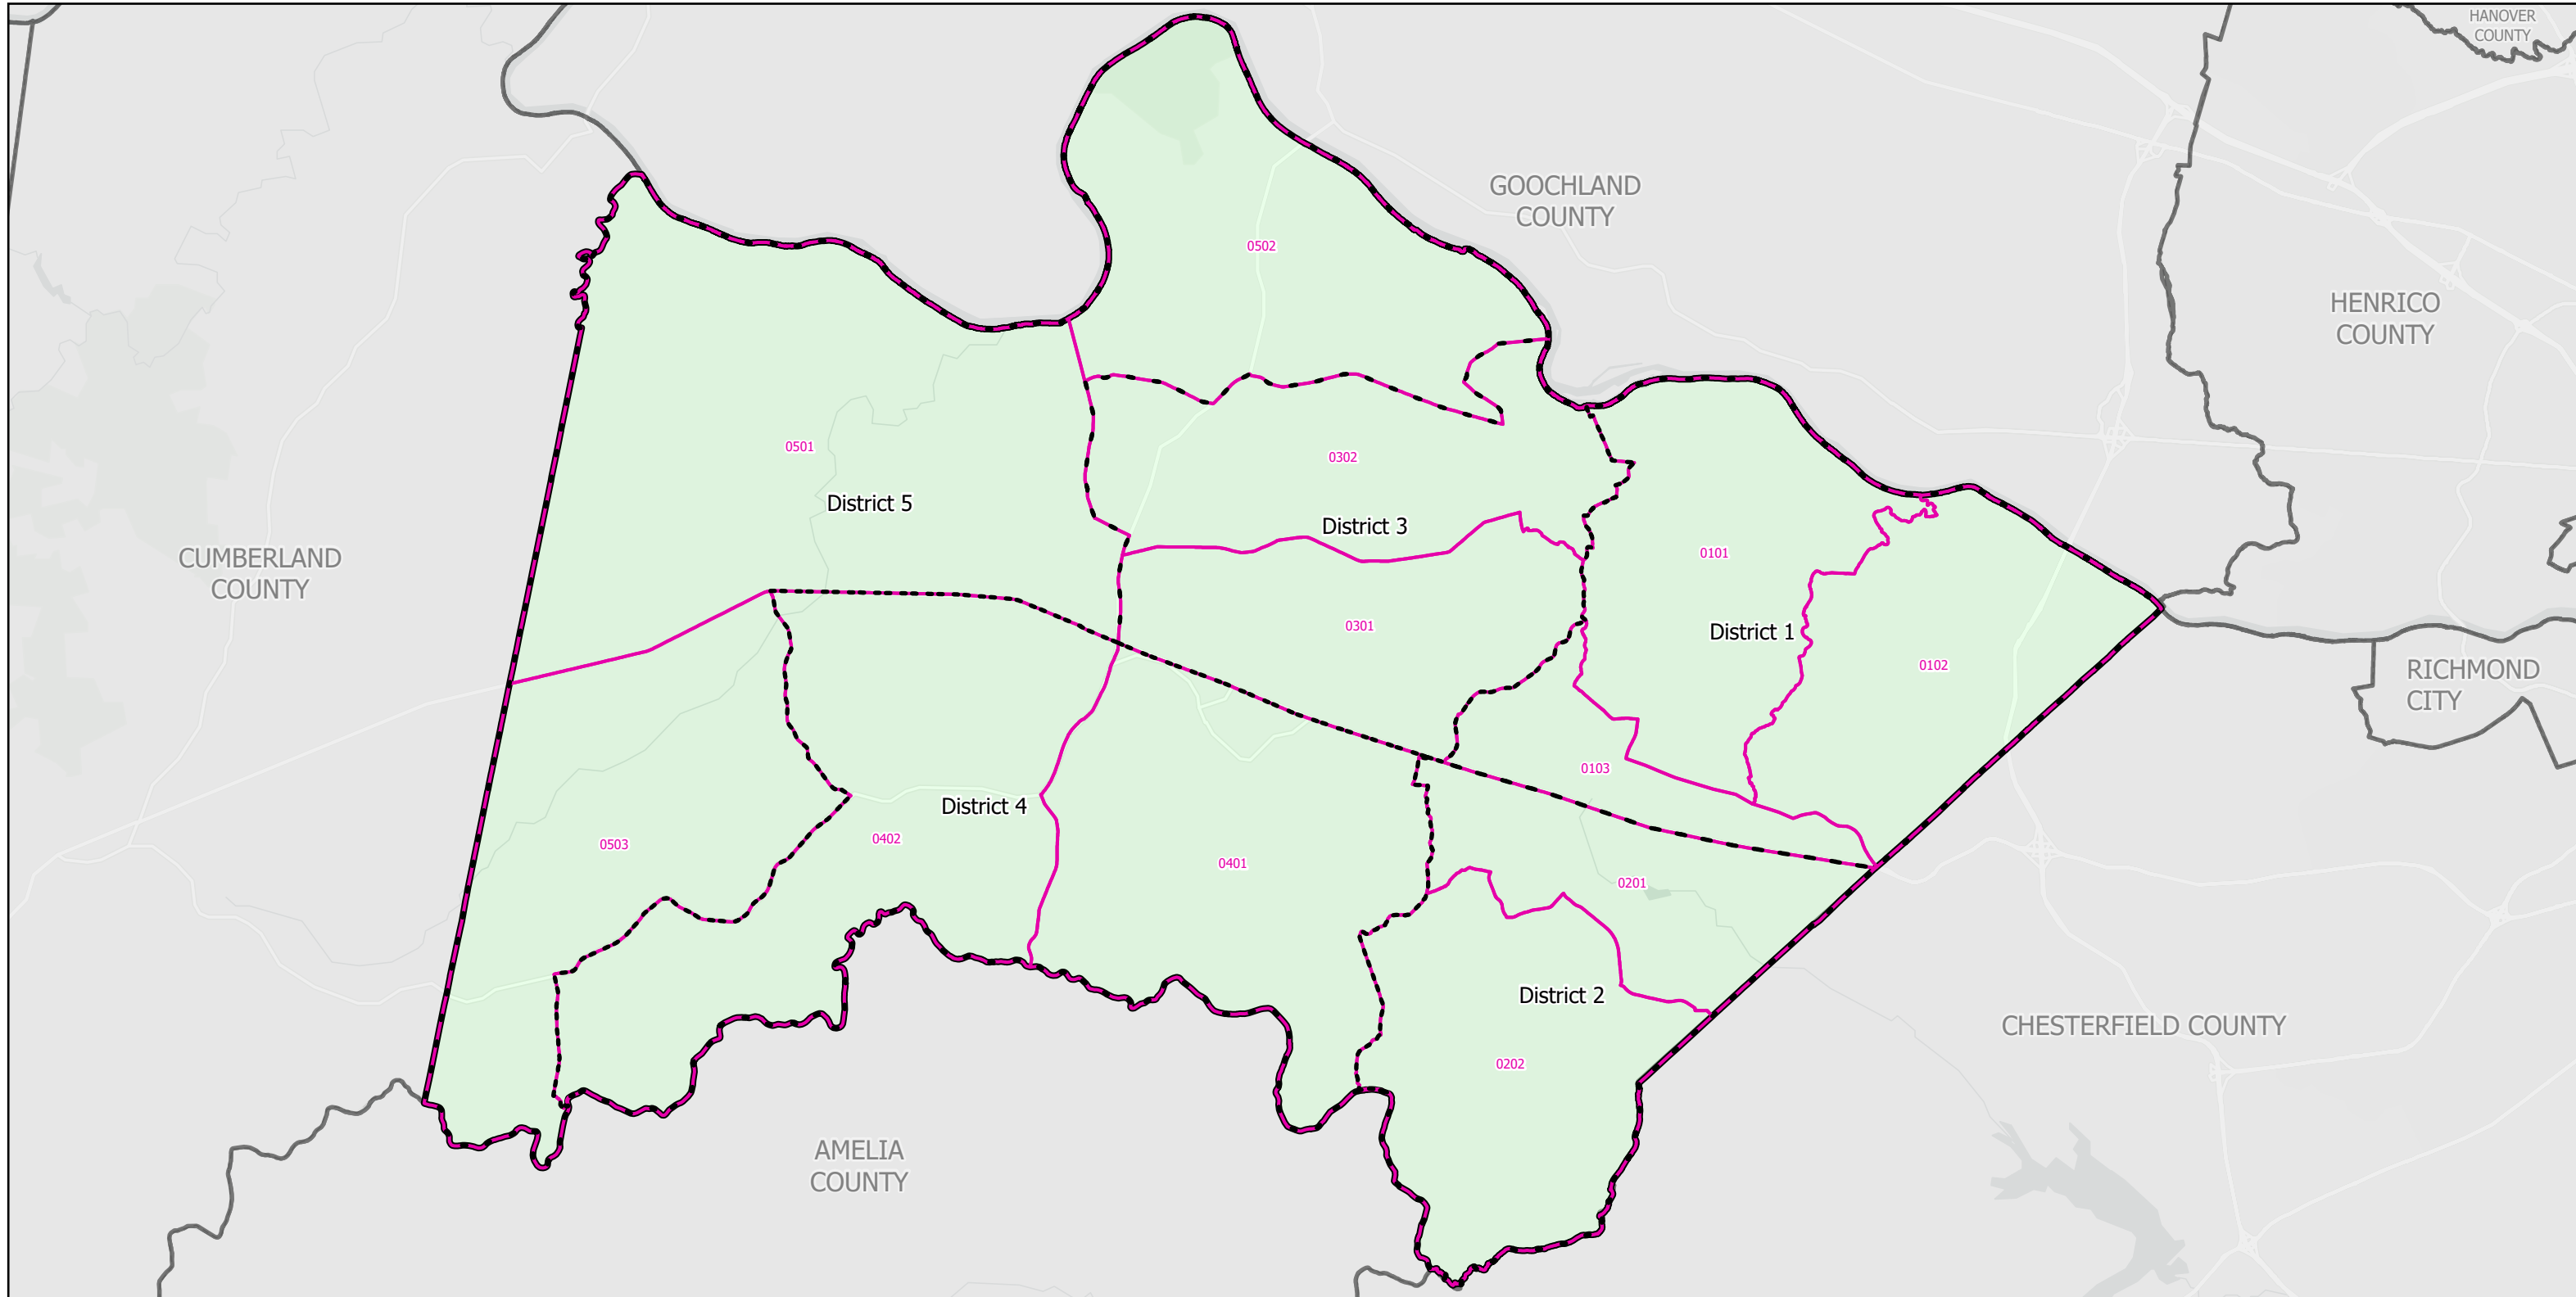 HANOVER
COUNTY
GOOCHLAND
COUNTY
0502
HENRICO
COUNTY
0501
0302
District 5
District 3
CUMBERLAND
COUNTY
0101
0301
District 1
0102
RICHMOND
CITY
0103
District 4
0402
0503
0401
0201
District 2
CHESTERFIELD COUNTY
0202
AMELIA
COUNTY